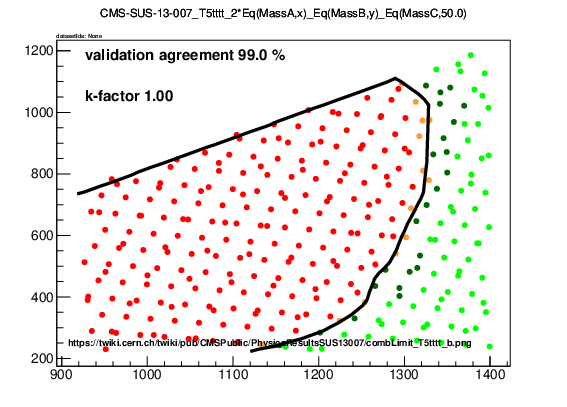 CMS-SUS-13-007_T5tttt_2*Eq(MassA,x)_Eq(MassB,y)_Eq(MassC,50.0)
datasetIds: None
validation agreement 99.0 %
k-factor 1.00
1200
1000
800
600
400
200
https://twiki.cern.ch/twiki/pub/CMSPublic/PhysicsResultsSUS13007/combLimit_T5tttt_b.png
900 1000 1100 1200 1300 1400